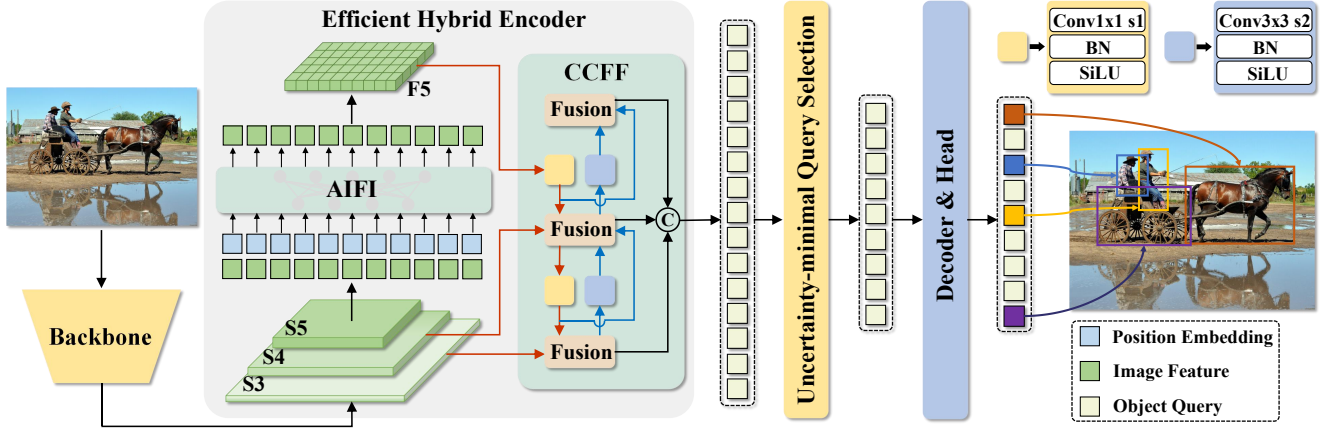 Efficient Hybrid Encoder
F5
AIFI
S5
S4
S3
Backbone
CCFF
Fusion
Fusion
Fusion
C
Uncertainty-minimal Query Selection
Decoder & Head
Conv1x1 s1
BN
SiLU
Conv3x3 s2
BN
SiLU
Position Embedding
Image Feature
Object Query